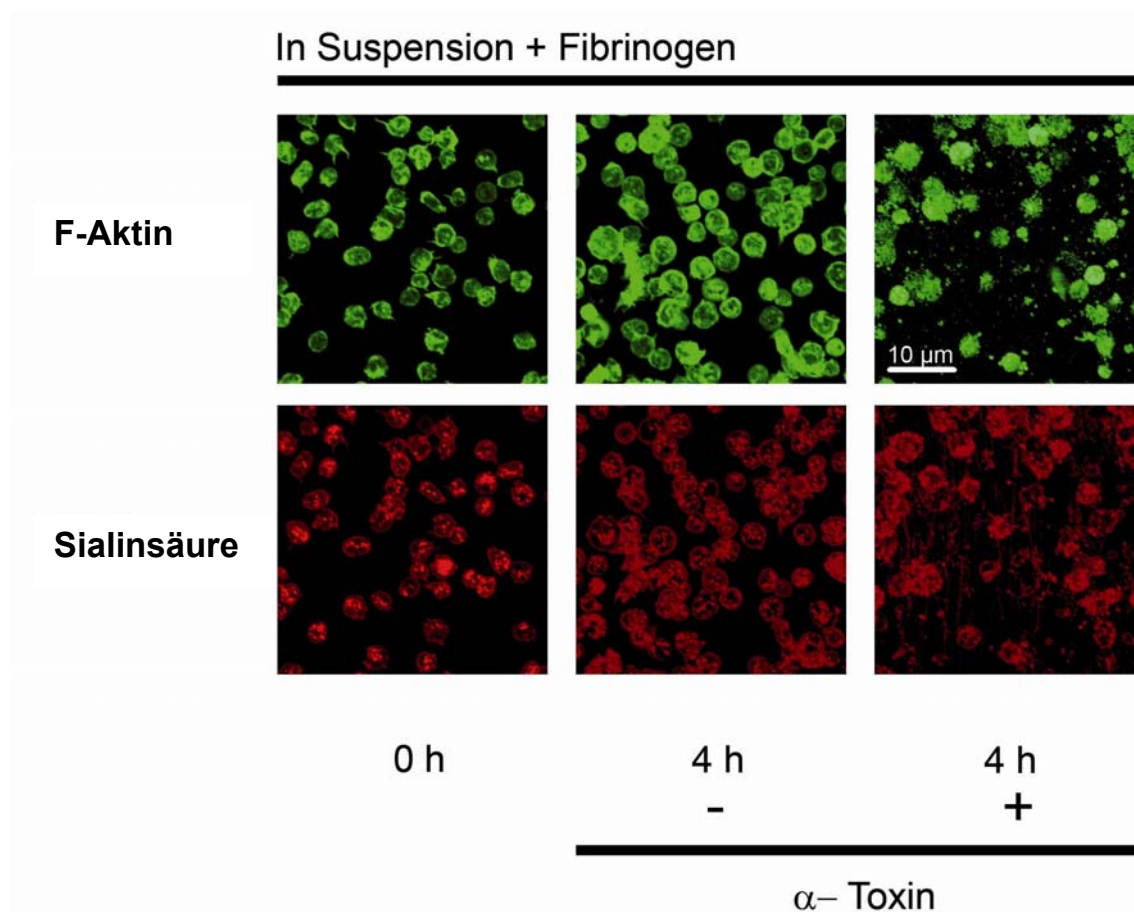 In Suspension + Fibrinogen
F-Aktin
10 µm
Sialinsäure
0 h 4 h 4 h
- +
α– Toxin